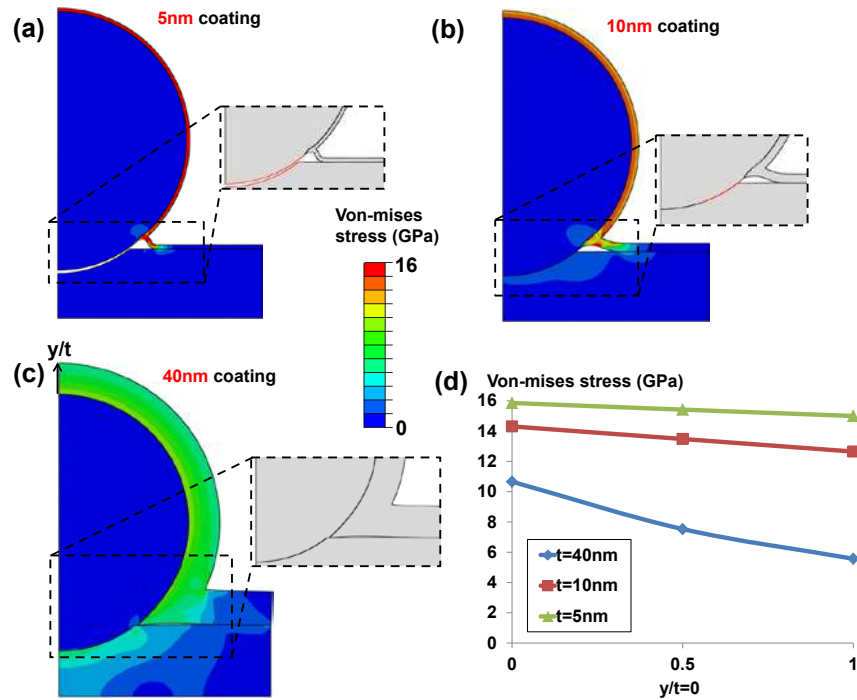 (a)
5nm coating
(b)
10nm coating
Von-mises
stress (GPa)
16
0
y/t
(c)
40nm coating
(d)
Von-mises stress (GPa)
16
14
12
10
8
6
4
2
0
t=40nm
t=10nm
t=5nm
0
0.5
1
y/t=0